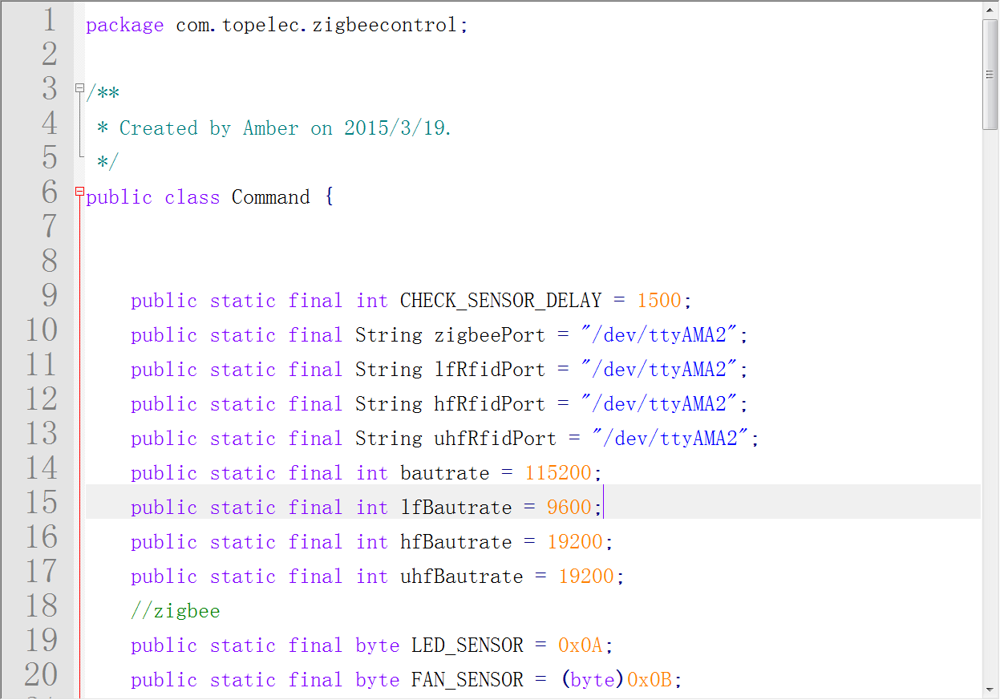 1 package com.topelec.zigbeecontrol;
2
3 /**
4 * Created by Amber on 2015/3/19.
5 */
6 public class Command {
7
8
9 public static final int CHECK_SENSOR_DELAY = 1500;
10 public static final String zigbeePort = "/dev/ttyAMA2";
11 public static final String lfRfidPort = "/dev/ttyAMA2";
12 public static final String hfRfidPort = "/dev/ttyAMA2";
13 public static final String uhfRfidPort = "/dev/ttyAMA2";
14 public static final int bautrate = 115200;
15 public static final int lfBautrate = 9600;
16 public static final int hfBautrate = 19200;
17 public static final int uhfBautrate = 19200;
18 //zigbee
19 public static final byte LED_SENSOR = 0x0A;
20 public static final byte FAN_SENSOR = (byte)0x0B;